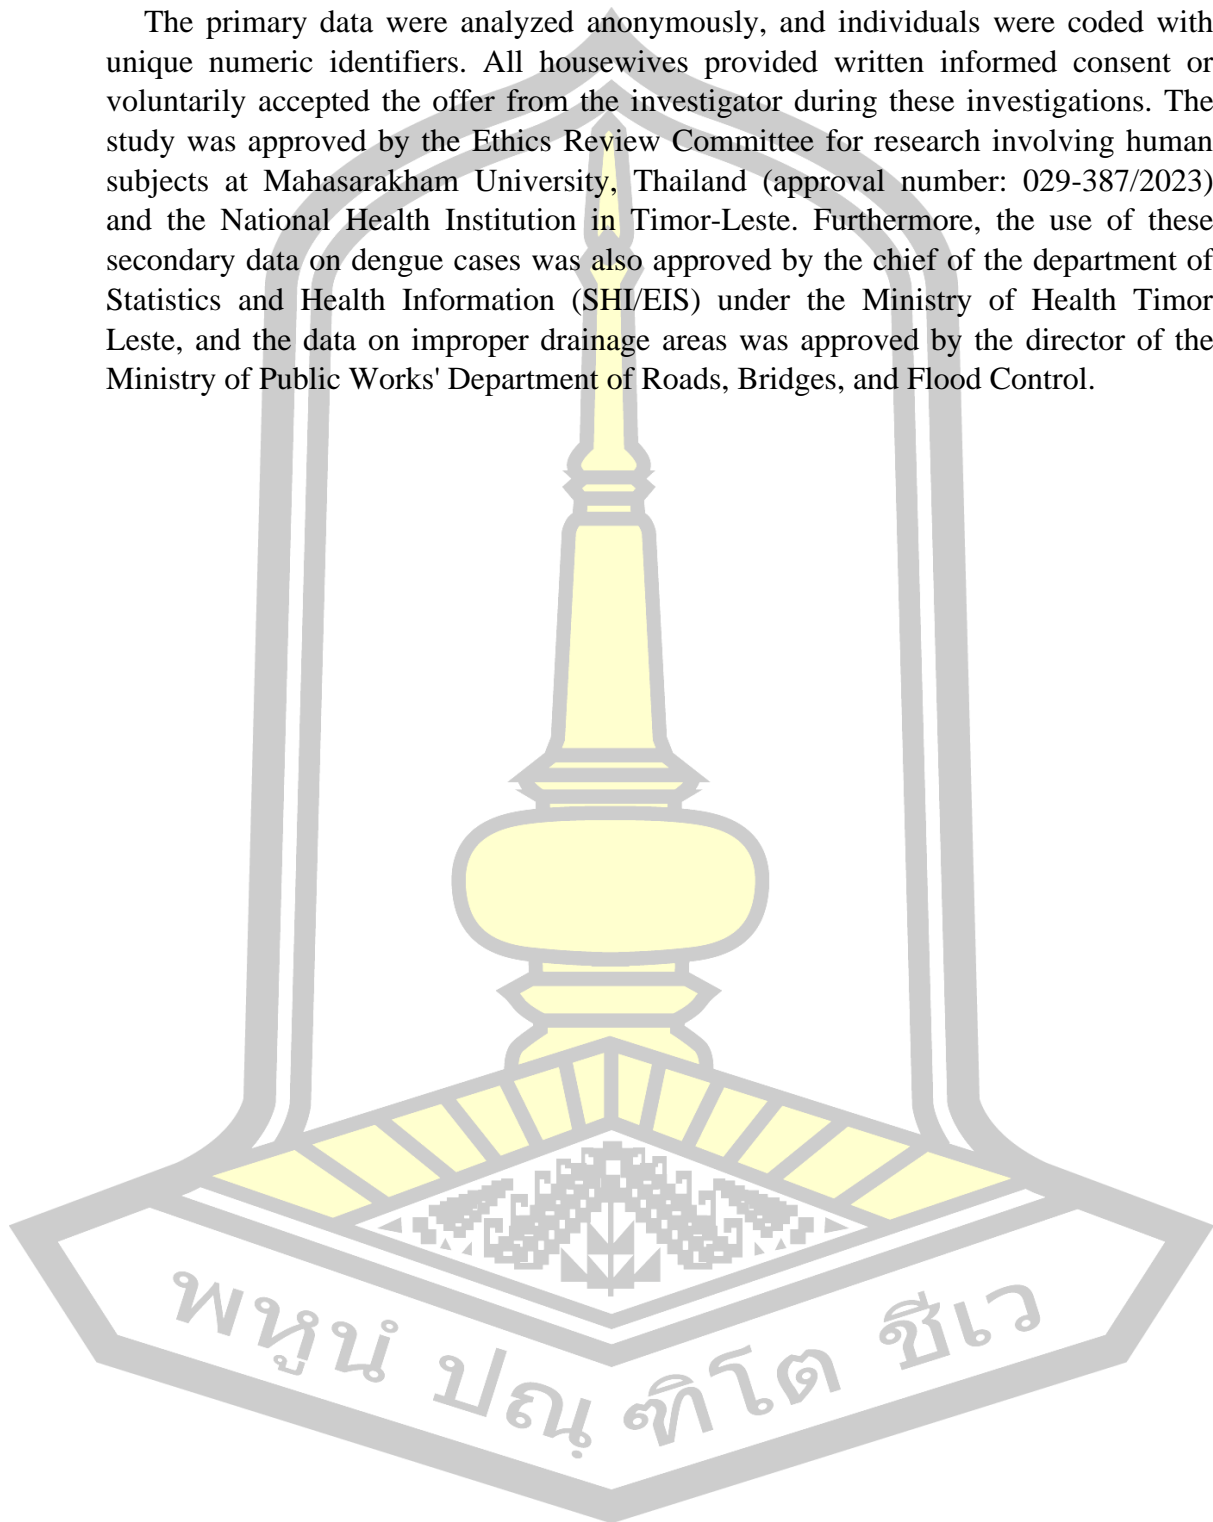 The primary data were analyzed anonymously, and individuals were coded with
unique numeric identifiers. All housewives provided written informed consent or
voluntarily accepted the offer from the investigator during these investigations. The
study was approved by the Ethics Review Committee for research involving human
subjects at Mahasarakham University, Thailand (approval number: 029-387/2023)
and the National Health Institution in Timor-Leste. Furthermore, the use of these
secondary data on dengue cases was also approved by the chief of the department of
Statistics and Health Information (SHI/EIS) under the Ministry of Health Timor
Leste, and the data on improper drainage areas was approved by the director of the
Ministry of Public Works' Department of Roads, Bridges, and Flood Control.
พหูนํ ปณฺ ฑิโต ชีเว